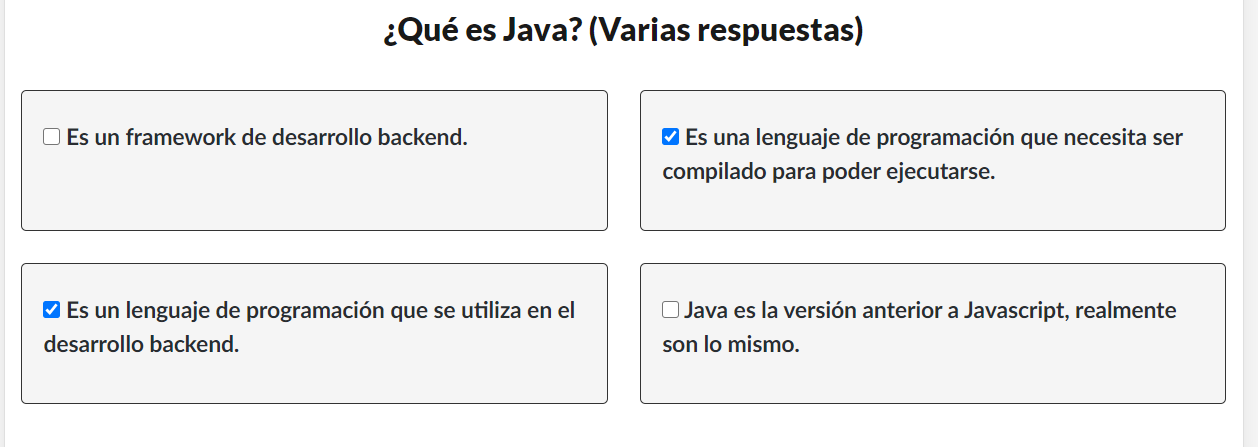 ¿Qué es Java? (Varias respuestas)
Es un framework de desarrollo backend.
Es una lenguaje de programación que necesita ser
compilado para poder ejecutarse.
Es un lenguaje de programación que se utiliza en el
desarrollo backend.
Java es la versión anterior a Javascript, realmente
son lo mismo.